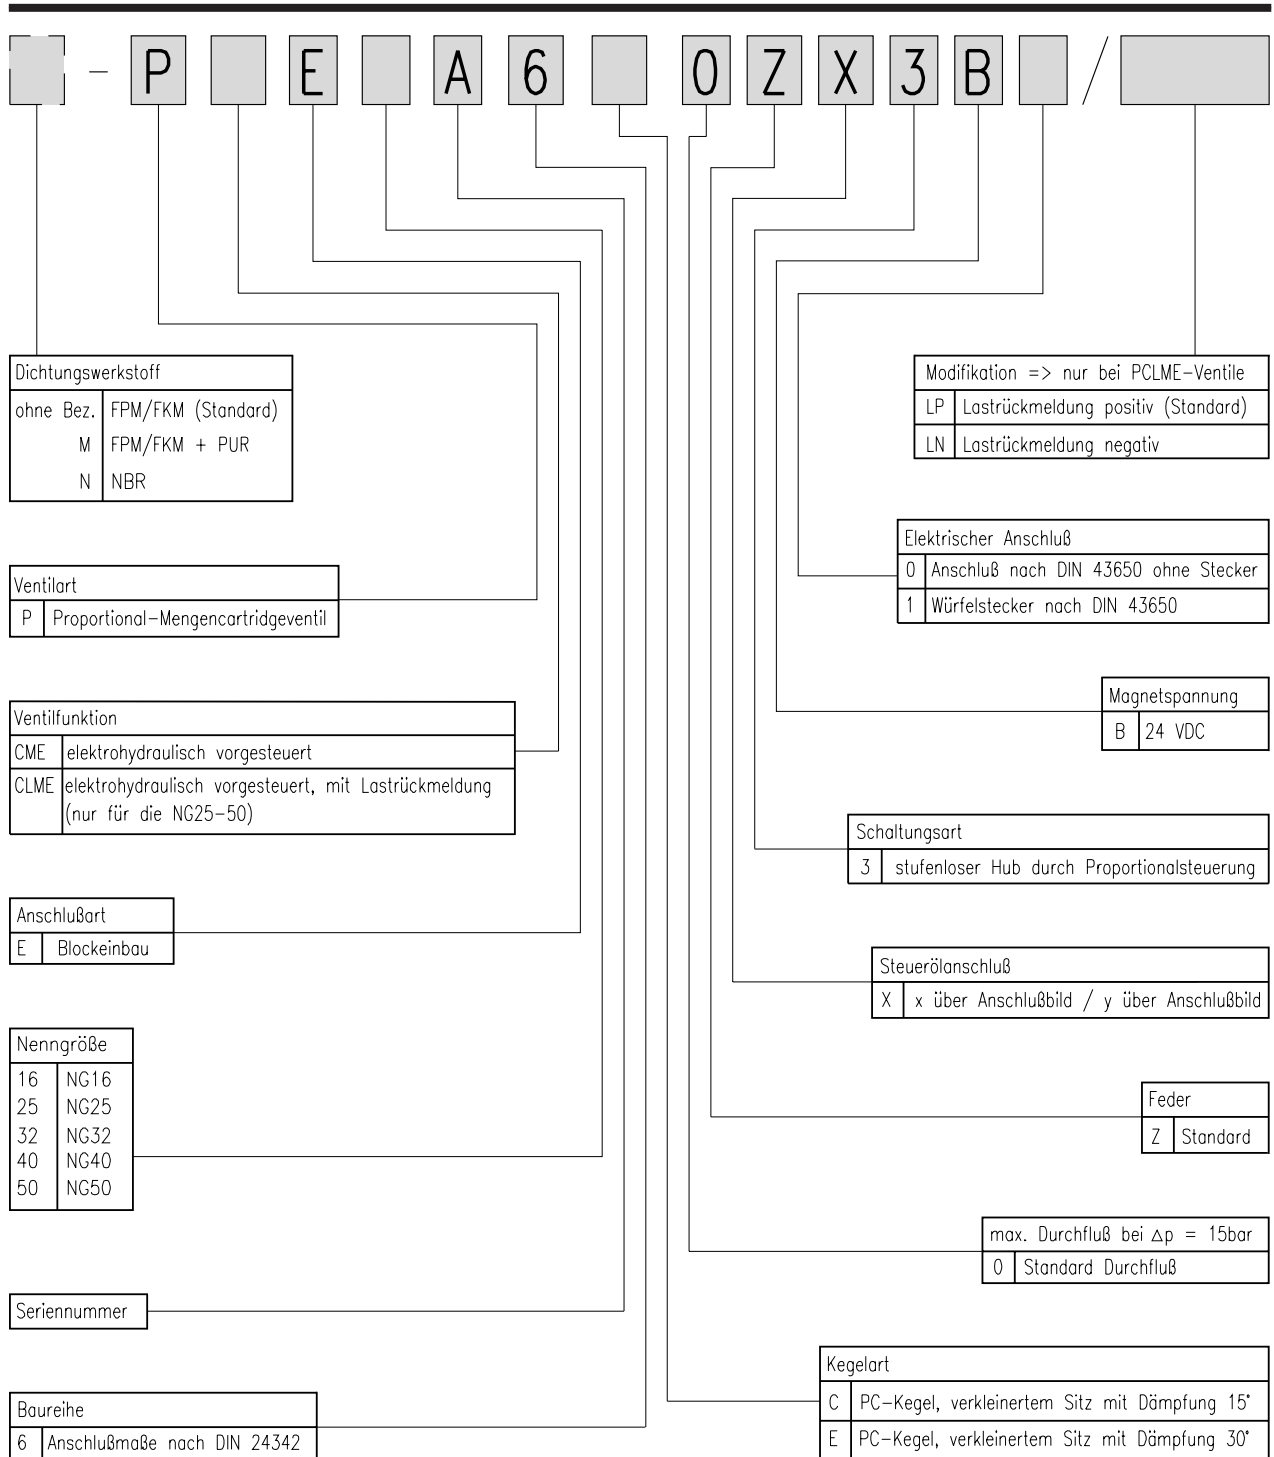 - P E A 6 0 Z X 3 B /
Dichtungswerkstoff
ohne Bez. FPM/FKM (Standard)
M FPM/FKM + PUR
N NBR
Ventilart
P Proportional-Mengencartridgeventil
Ventilfunktion
CME elektrohydraulisch vorgesteuert
CLME elektrohydraulisch vorgesteuert, mit Lastrückmeldung
(nur für die NG25-50)
Anschlußart
E Blockeinbau
Nenngröße
16 NG16
25 NG25
32 NG32
40 NG40
50 NG50
Seriennummer
Baureihe
6 Anschlußmaße nach DIN 24342
Modifikation => nur bei PCLME-Ventile
LP Lastrückmeldung positiv (Standard)
LN Lastrückmeldung negativ
Elektrischer Anschluß
0 Anschluß nach DIN 43650 ohne Stecker
1 Würfelstecker nach DIN 43650
Magnetspannung
B 24 VDC
Schaltungsart
3 stufenloser Hub durch Proportionalsteuerung
Steuerölanschluß
X x über Anschlußbild / y über Anschlußbild
Feder
Z Standard
max. Durchfluß bei △p = 15bar
0 Standard Durchfluß
Kegelart
C PC-Kegel, verkleinertem Sitz mit Dämpfung 15°
E PC-Kegel, verkleinertem Sitz mit Dämpfung 30°